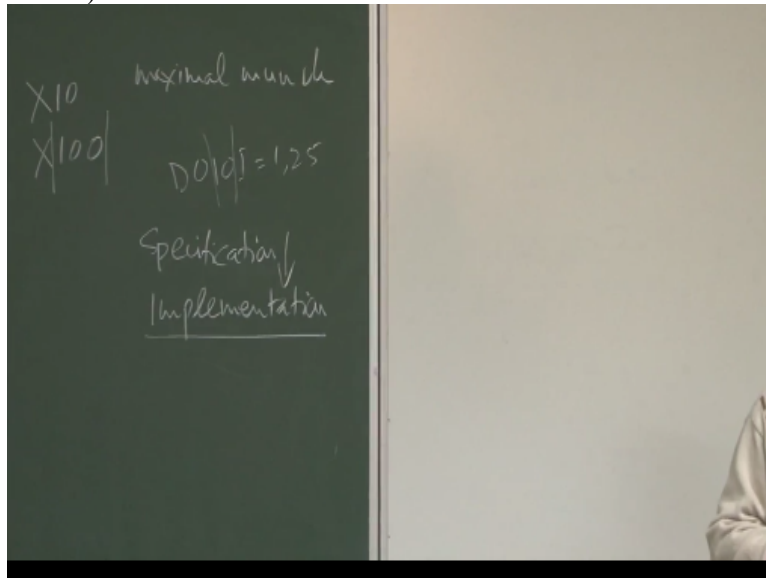 maximal munch
X10
X|100|
DO|10|I=1,25
Specification
Implementation